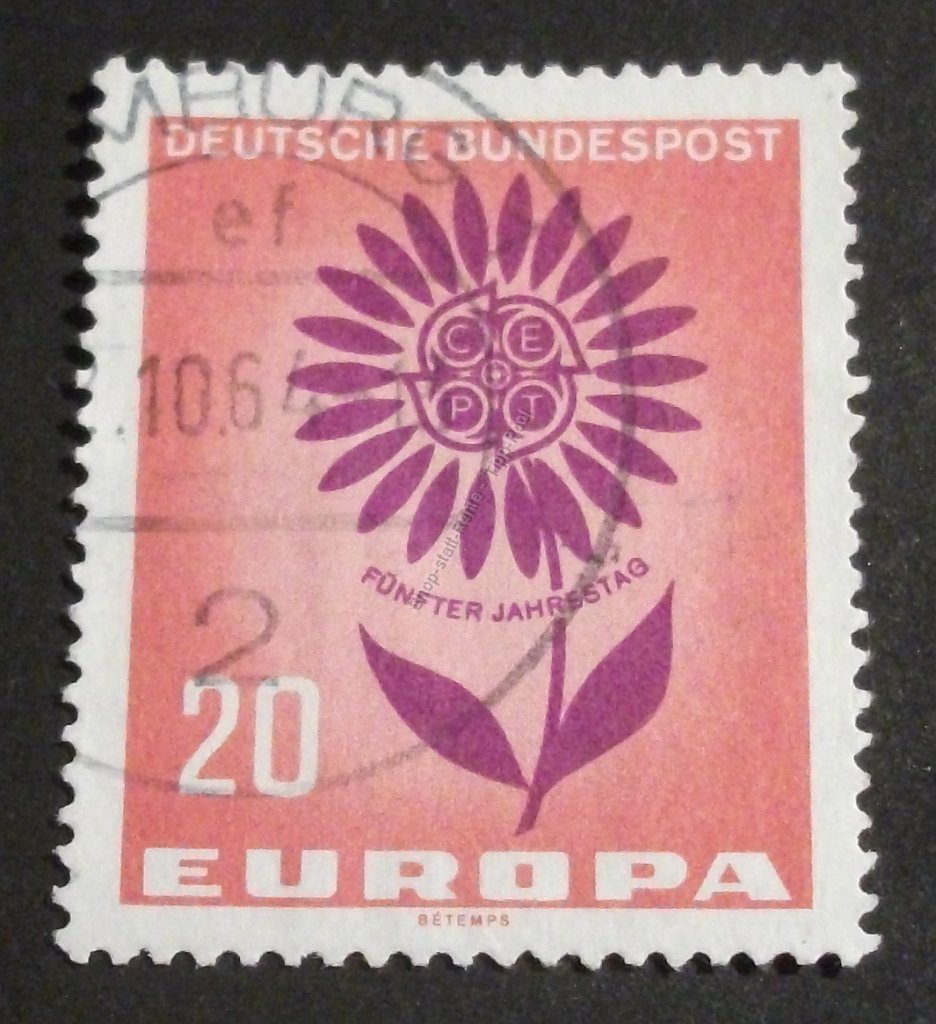 DEUTSCHE BUNDESPOST
ef
.10.64
C E
P T
FÜNFTER JAHRESTAG
2
20
EUROPA
BÉTEMPS